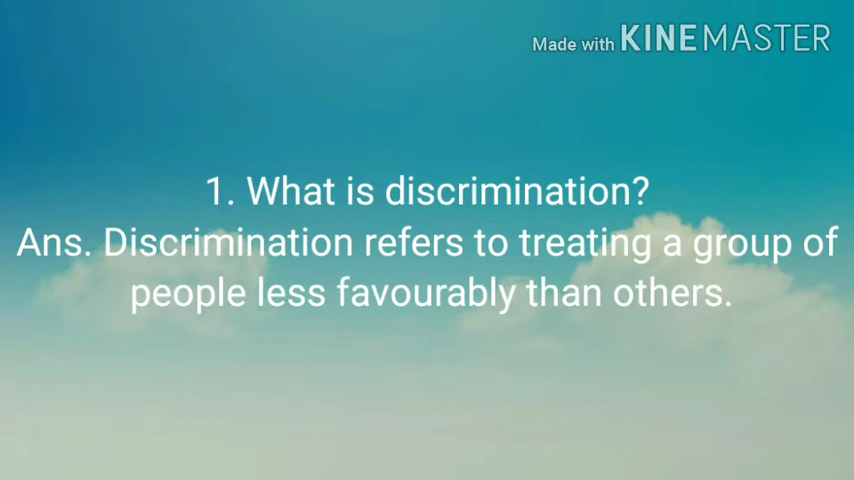 Made with KINEMASTER
1. What is discrimination?
Ans. Discrimination refers to treating a group of
people less favourably than others.